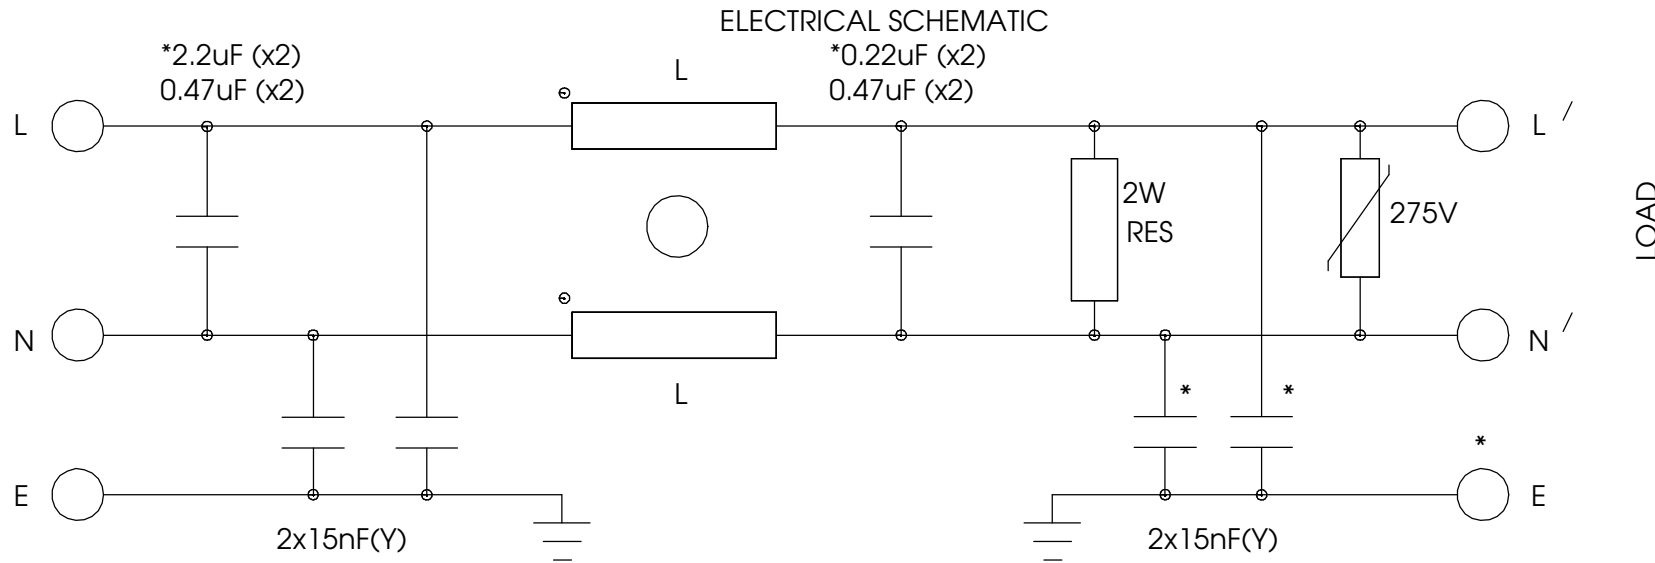 ELECTRICAL SCHEMATIC
*2.2uF (x2)
0.47uF (x2)
L
*0.22uF (x2)
0.47uF (x2)
L
L ′
2W
RES
275V
LOAD
N
N ′
L
*
*
*
E
E
2x15nF(Y)
2x15nF(Y)